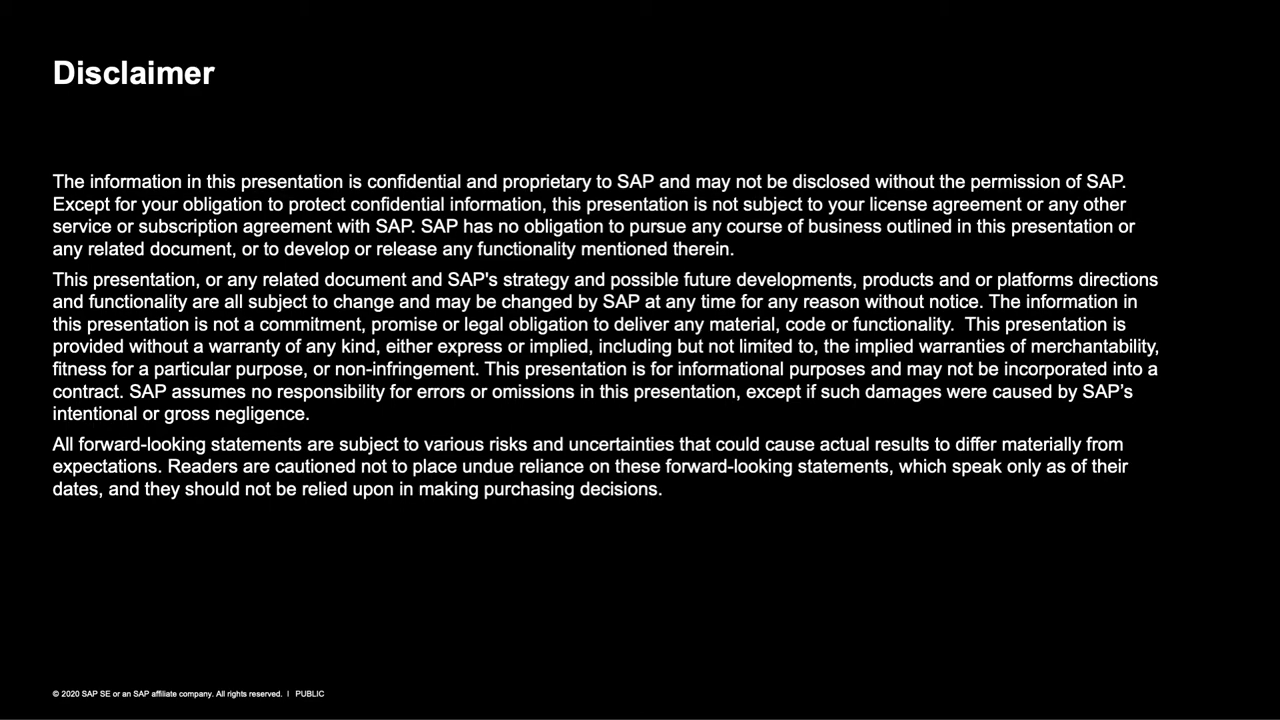 Disclaimer
The information in this presentation is confidential and proprietary to SAP and may not be disclosed without the permission of SAP.
Except for your obligation to protect confidential information, this presentation is not subject to your license agreement or any other
service or subscription agreement with SAP. SAP has no obligation to pursue any course of business outlined in this presentation or
any related document, or to develop or release any functionality mentioned therein.
This presentation, or any related document and SAP's strategy and possible future developments, products and or platforms directions
and functionality are all subject to change and may be changed by SAP at any time for any reason without notice. The information in
this presentation is not a commitment, promise or legal obligation to deliver any material, code or functionality.  This presentation is
provided without a warranty of any kind, either express or implied, including but not limited to, the implied warranties of merchantability,
fitness for a particular purpose, or non-infringement. This presentation is for informational purposes and may not be incorporated into a
contract. SAP assumes no responsibility for errors or omissions in this presentation, except if such damages were caused by SAP’s
intentional or gross negligence.
All forward-looking statements are subject to various risks and uncertainties that could cause actual results to differ materially from
expectations. Readers are cautioned not to place undue reliance on these forward-looking statements, which speak only as of their
dates, and they should not be relied upon in making purchasing decisions.
© 2020 SAP SE or an SAP affiliate company. All rights reserved. | PUBLIC